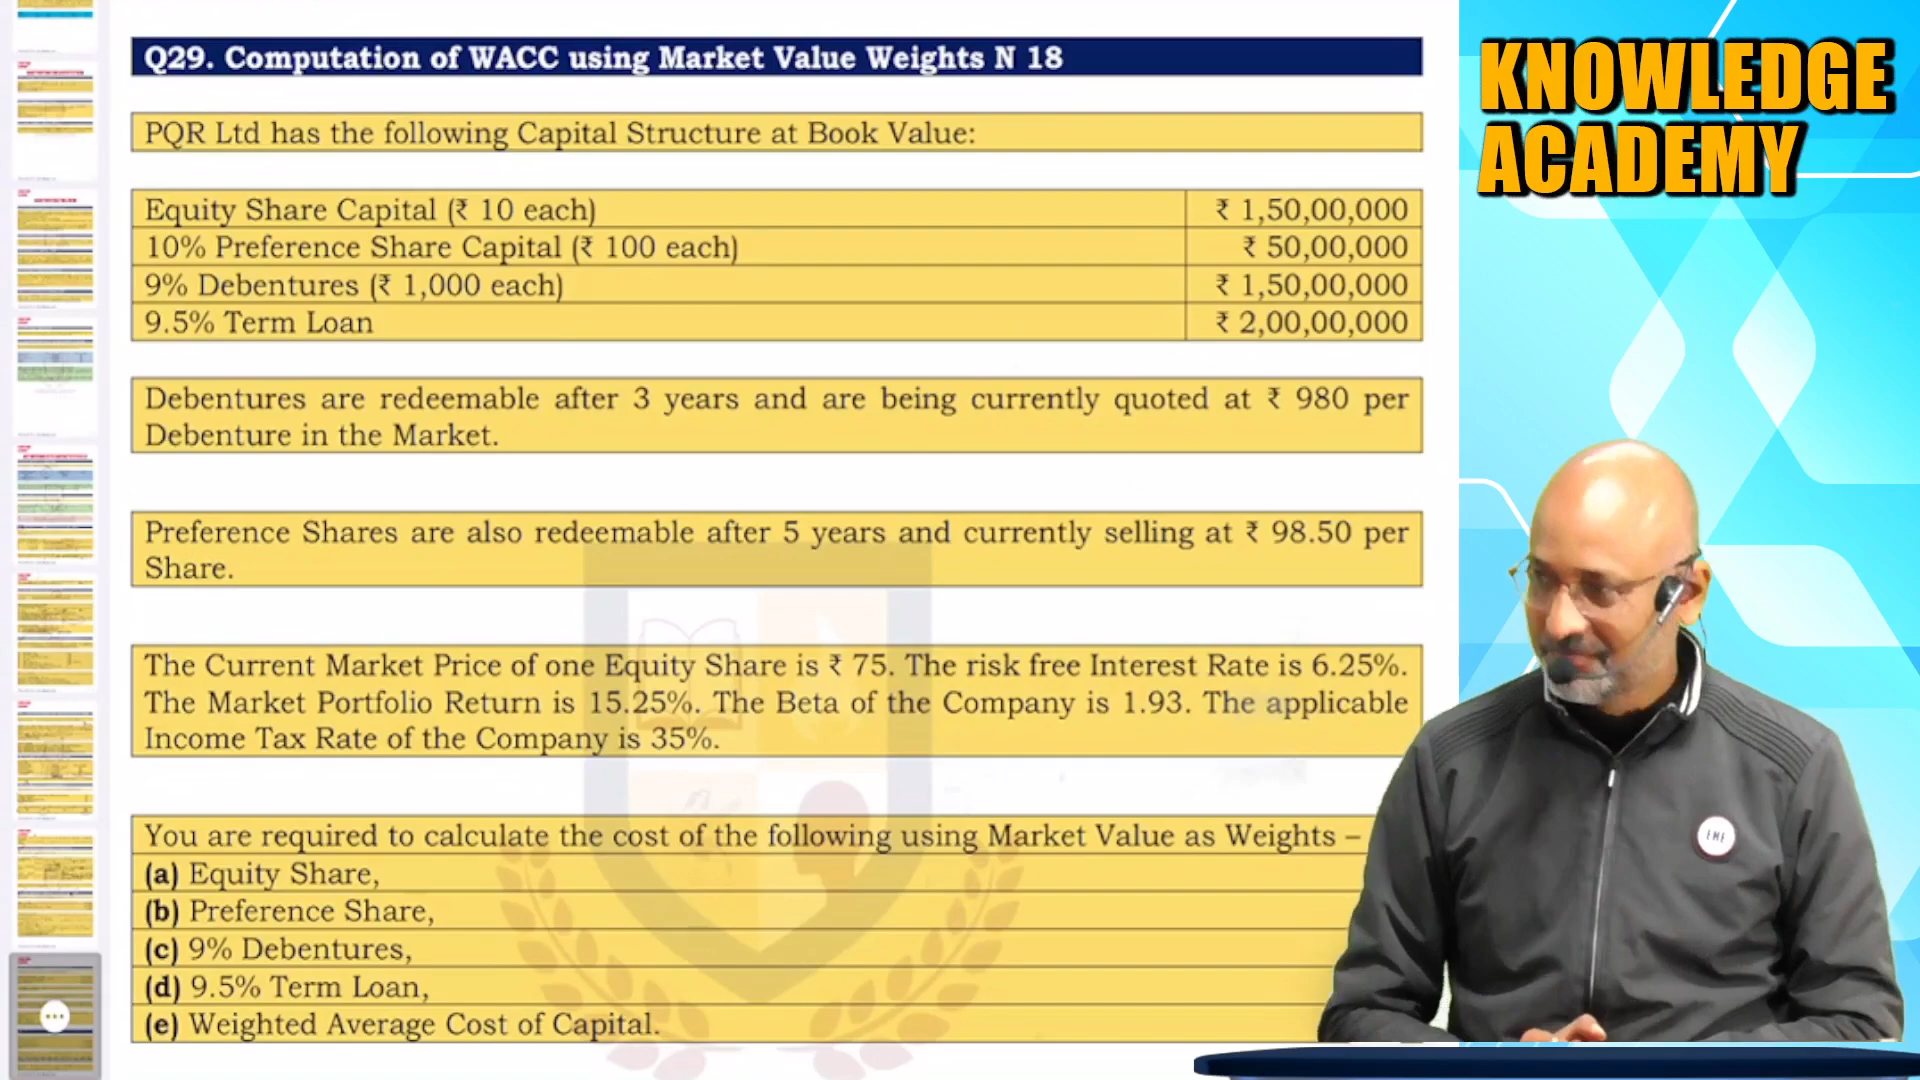 Q29. Computation of WACC using Market Value Weights N 18
PQR Ltd has the following Capital Structure at Book Value:
Equity Share Capital (₹ 10 each) ₹ 1,50,00,000
10% Preference Share Capital (₹ 100 each) ₹ 50,00,000
9% Debentures (₹ 1,000 each) ₹ 1,50,00,000
9.5% Term Loan ₹ 2,00,00,000
Debentures are redeemable after 3 years and are being currently quoted at ₹ 980 per
Debenture in the Market.
Preference Shares are also redeemable after 5 years and currently selling at ₹ 98.50 per
Share.
The Current Market Price of one Equity Share is ₹ 75. The risk free Interest Rate is 6.25%.
The Market Portfolio Return is 15.25%. The Beta of the Company is 1.93. The applicable
Income Tax Rate of the Company is 35%.
You are required to calculate the cost of the following using Market Value as Weights –
(a) Equity Share,
(b) Preference Share,
(c) 9% Debentures,
(d) 9.5% Term Loan,
(e) Weighted Average Cost of Capital.
KNOWLEDGE
ACADEMY